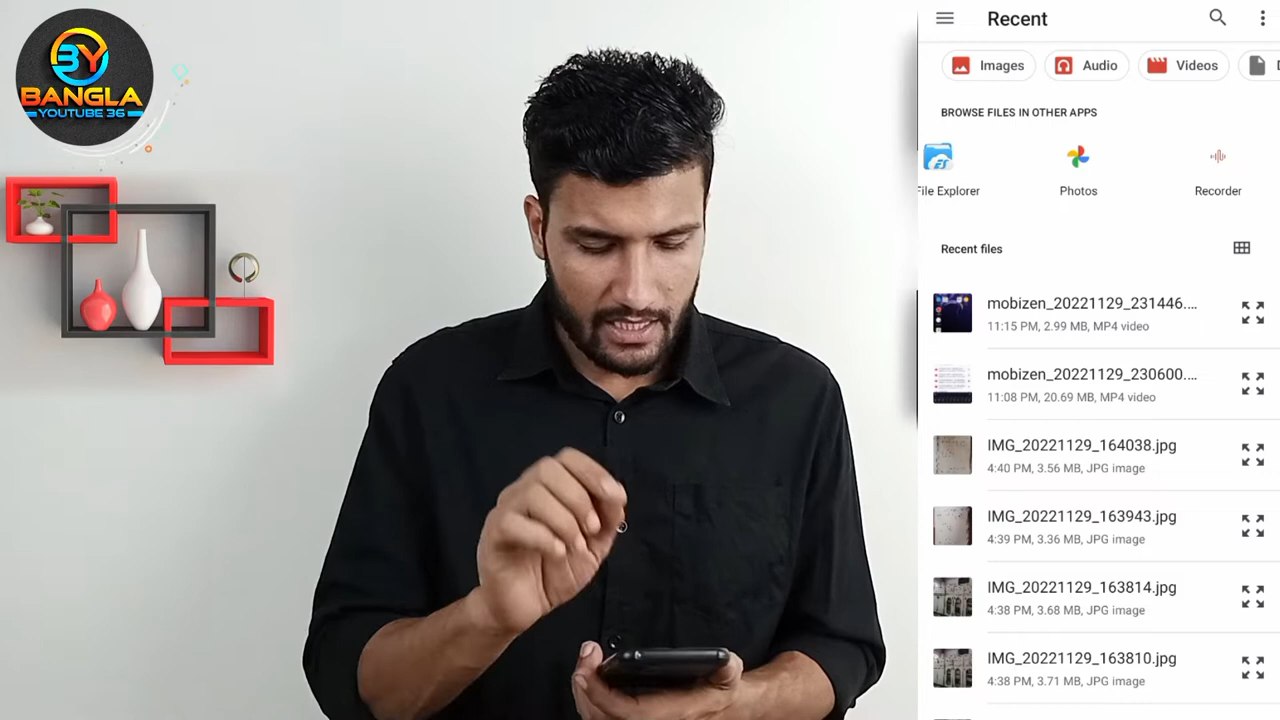 BY
BANGLA
YOUTUBE 36
Recent
Images
Audio
Videos
D
BROWSE FILES IN OTHER APPS
File Explorer
Photos
Recorder
Recent files
mobizen_20221129_231446....
11:15 PM, 2.99 MB, MP4 video
mobizen_20221129_230600....
11:08 PM, 20.69 MB, MP4 video
IMG_20221129_164038.jpg
4:40 PM, 3.56 MB, JPG image
IMG_20221129_163943.jpg
4:39 PM, 3.36 MB, JPG image
IMG_20221129_163814.jpg
4:38 PM, 3.68 MB, JPG image
IMG_20221129_163810.jpg
4:38 PM, 3.71 MB, JPG image